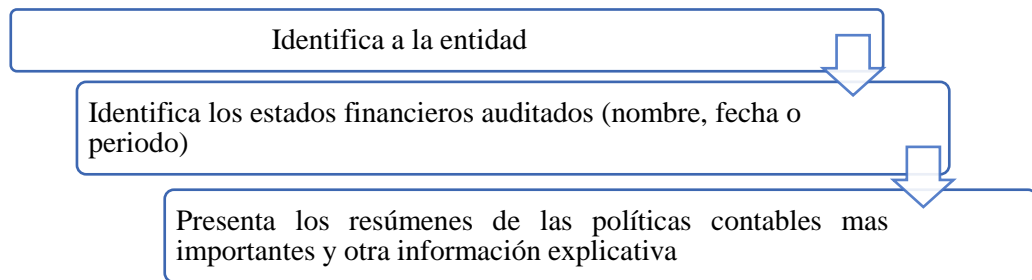 Identifica a la entidad
Identifica los estados financieros auditados (nombre, fecha o
periodo)
Presenta los resúmenes de las políticas contables mas
importantes y otra información explicativa